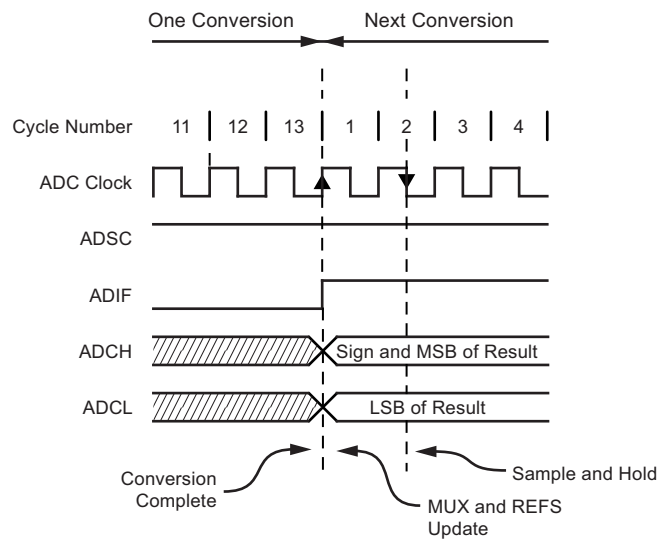 One Conversion Next Conversion
Cycle Number 11 12 13 1 2 3 4
ADC Clock
ADSC
ADIF
ADCH Sign and MSB of Result
ADCL LSB of Result
Conversion
Complete
MUX and REFS
Update
Sample and Hold